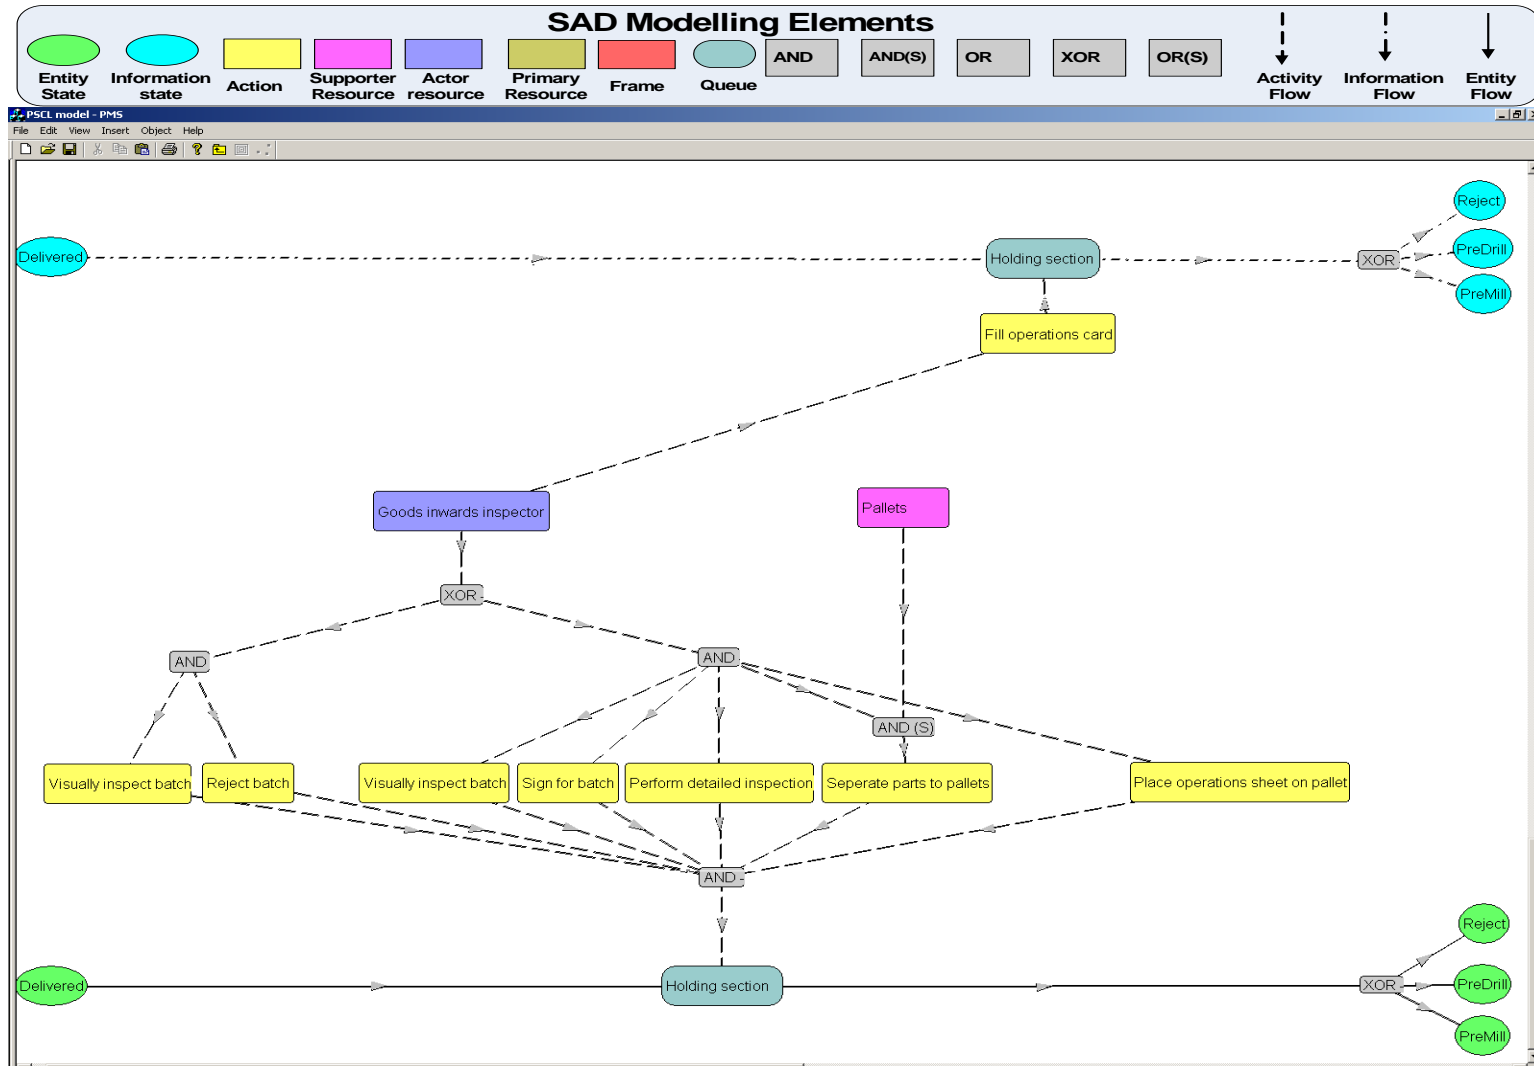 SAD Modelling Elements
AND
AND(S)
OR
XOR
OR(S)
Entity
State
Information
state
Action
Supporter
Resource
Actor
resource
Primary
Resource
Frame
Queue
Activity
Flow
Information
Flow
Entity
Flow
PSCL model - PMS
File Edit View Insert Object Help
Reject
Delivered
Holding section
XOR
PreDrill
PreMill
Fill operations card
Goods inwards inspector
Pallets
XOR
AND
AND
AND (S)
Visually inspect batch
Reject batch
Visually inspect batch
Sign for batch
Perform detailed inspection
Seperate parts to pallets
Place operations sheet on pallet
AND
Reject
Delivered
Holding section
XOR
PreDrill
PreMill